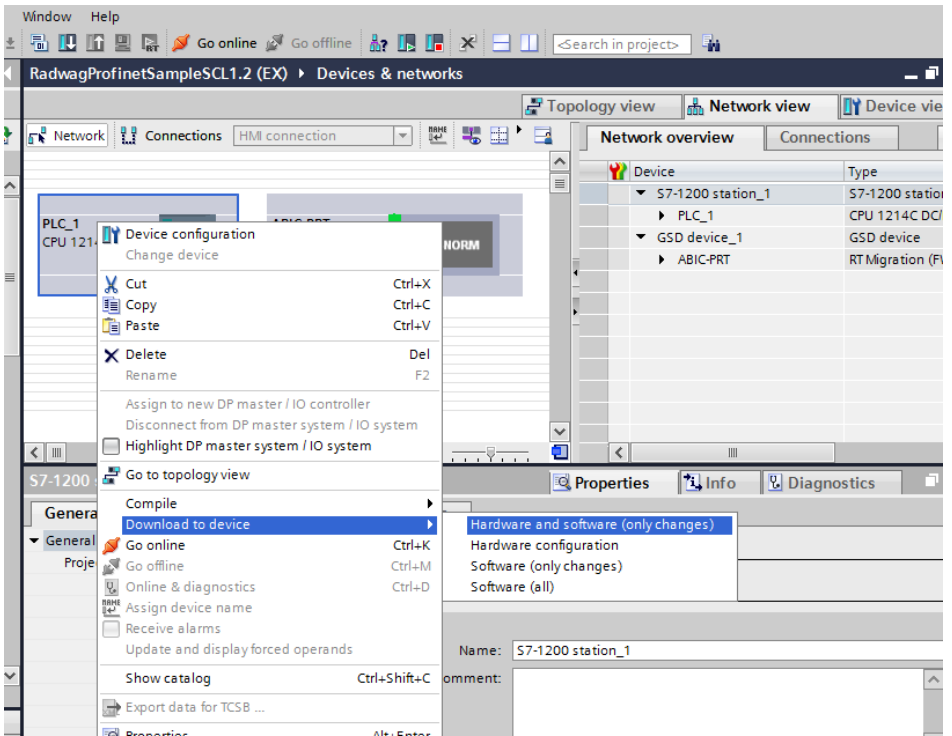 Window Help
Go online Go offline <Search in project>
RadwagProfinetSampleSCL1.2 (EX) Devices & networks
Topology view Network view Device vie
Network Connections HMI connection
Network overview Connections
Device Type
S7-1200 station_1 S7-1200 station
PLC_1 CPU 1214C DC/
GSD device_1 GSD device
ABIC-PRT RT Migration (FW
PLC_1
CPU 121
ABIC-PRT
NORM
Device configuration
Change device
Cut Ctrl+X
Copy Ctrl+C
Paste Ctrl+V
Delete Del
Rename F2
Assign to new DP master / IO controller
Disconnect from DP master system / IO system
Highlight DP master system / IO system
Go to topology view
Compile
Download to device
Go online Ctrl+K
Go offline Ctrl+M
Online & diagnostics Ctrl+D
Assign device name
Receive alarms
Update and display forced operands
Show catalog Ctrl+Shift+C
Export data for TCSB ...
Properties Alt+Enter
Hardware and software (only changes)
Hardware configuration
Software (only changes)
Software (all)
S7-1200
Properties Info Diagnostics
Genera
General
Proje
Name: S7-1200 station_1
omment: